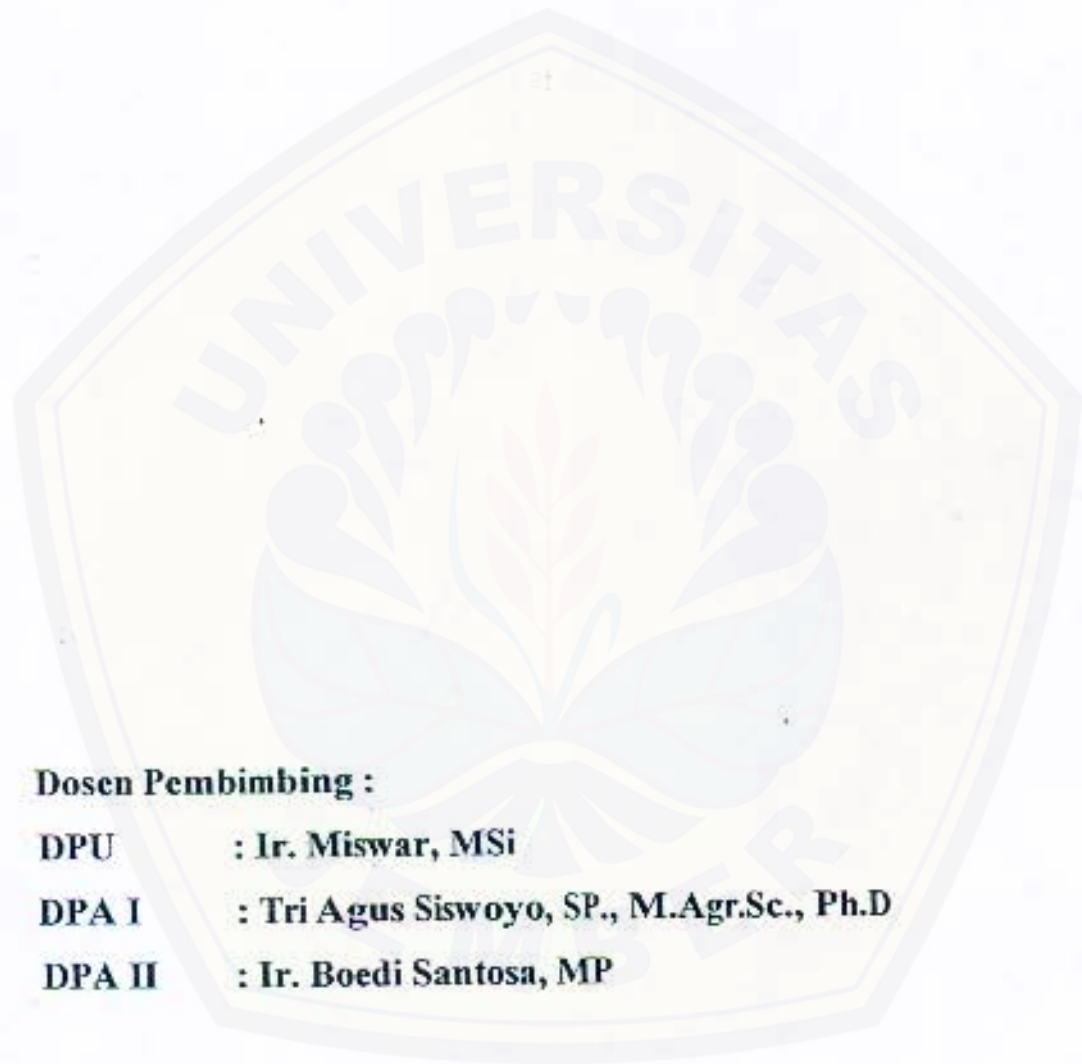 UNIVERSITAS
Dosen Pembimbing :
DPU : Ir. Miswar, MSi
DPA I : Tri Agus Siswoyo, SP., M.Agr.Sc., Ph.D
DPA II : Ir. Boedi Santosa, MP
JEMBER